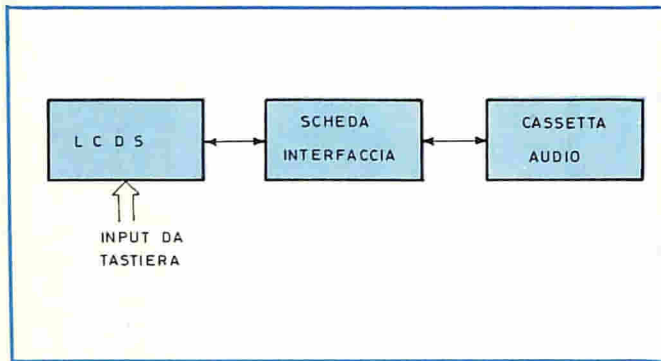 L C D S
SCHEDA
INTERFACCIA
CASSETTA
AUDIO
INPUT DA
TASTIERA